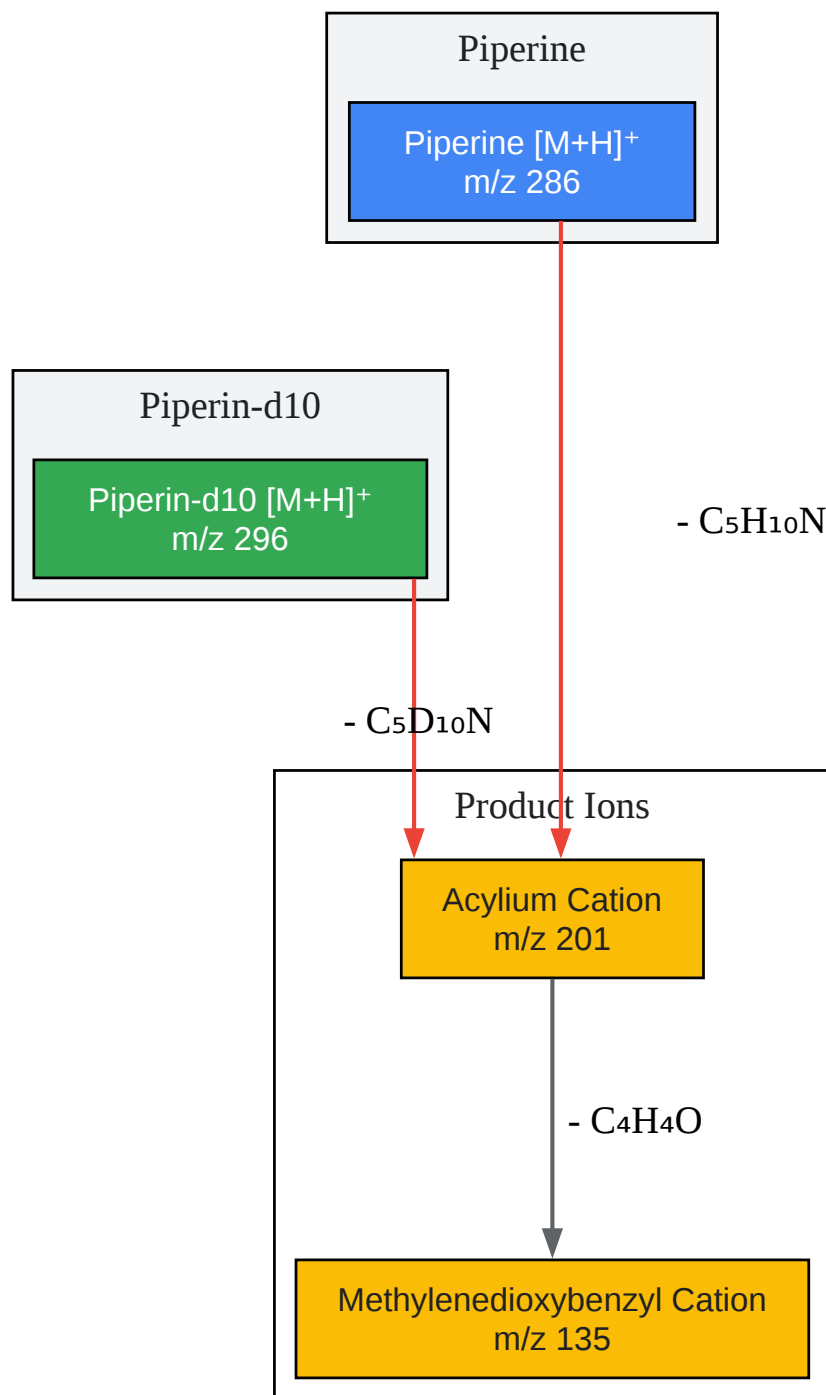 Piperine
Piperine [M+H]⁺
m/z 286
Piperin-d10
Piperin-d10 [M+H]⁺
m/z 296
- C₅H₁₀N
- C₅D₁₀N
Product Ions
Acylium Cation
m/z 201
- C₄H₄O
Methylenedioxybenzyl Cation
m/z 135